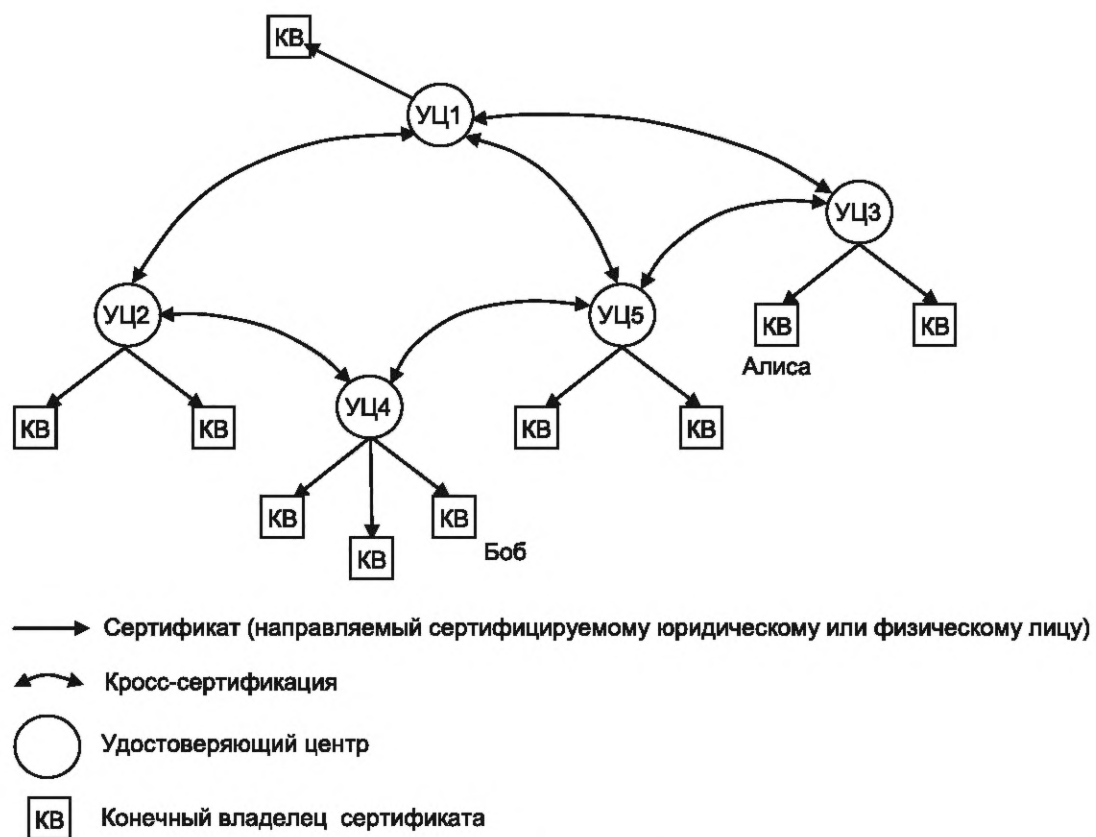 КВ
УЦ1
УЦ3
УЦ2
УЦ5
КВ
КВ
Алиса
УЦ4
КВ
КВ
КВ
КВ
КВ
КВ
Боб
КВ
Сертификат (направляемый сертифицируемому юридическому или физическому лицу)
Кросс-сертификация
Удостоверяющий центр
КВ Конечный владелец сертификата